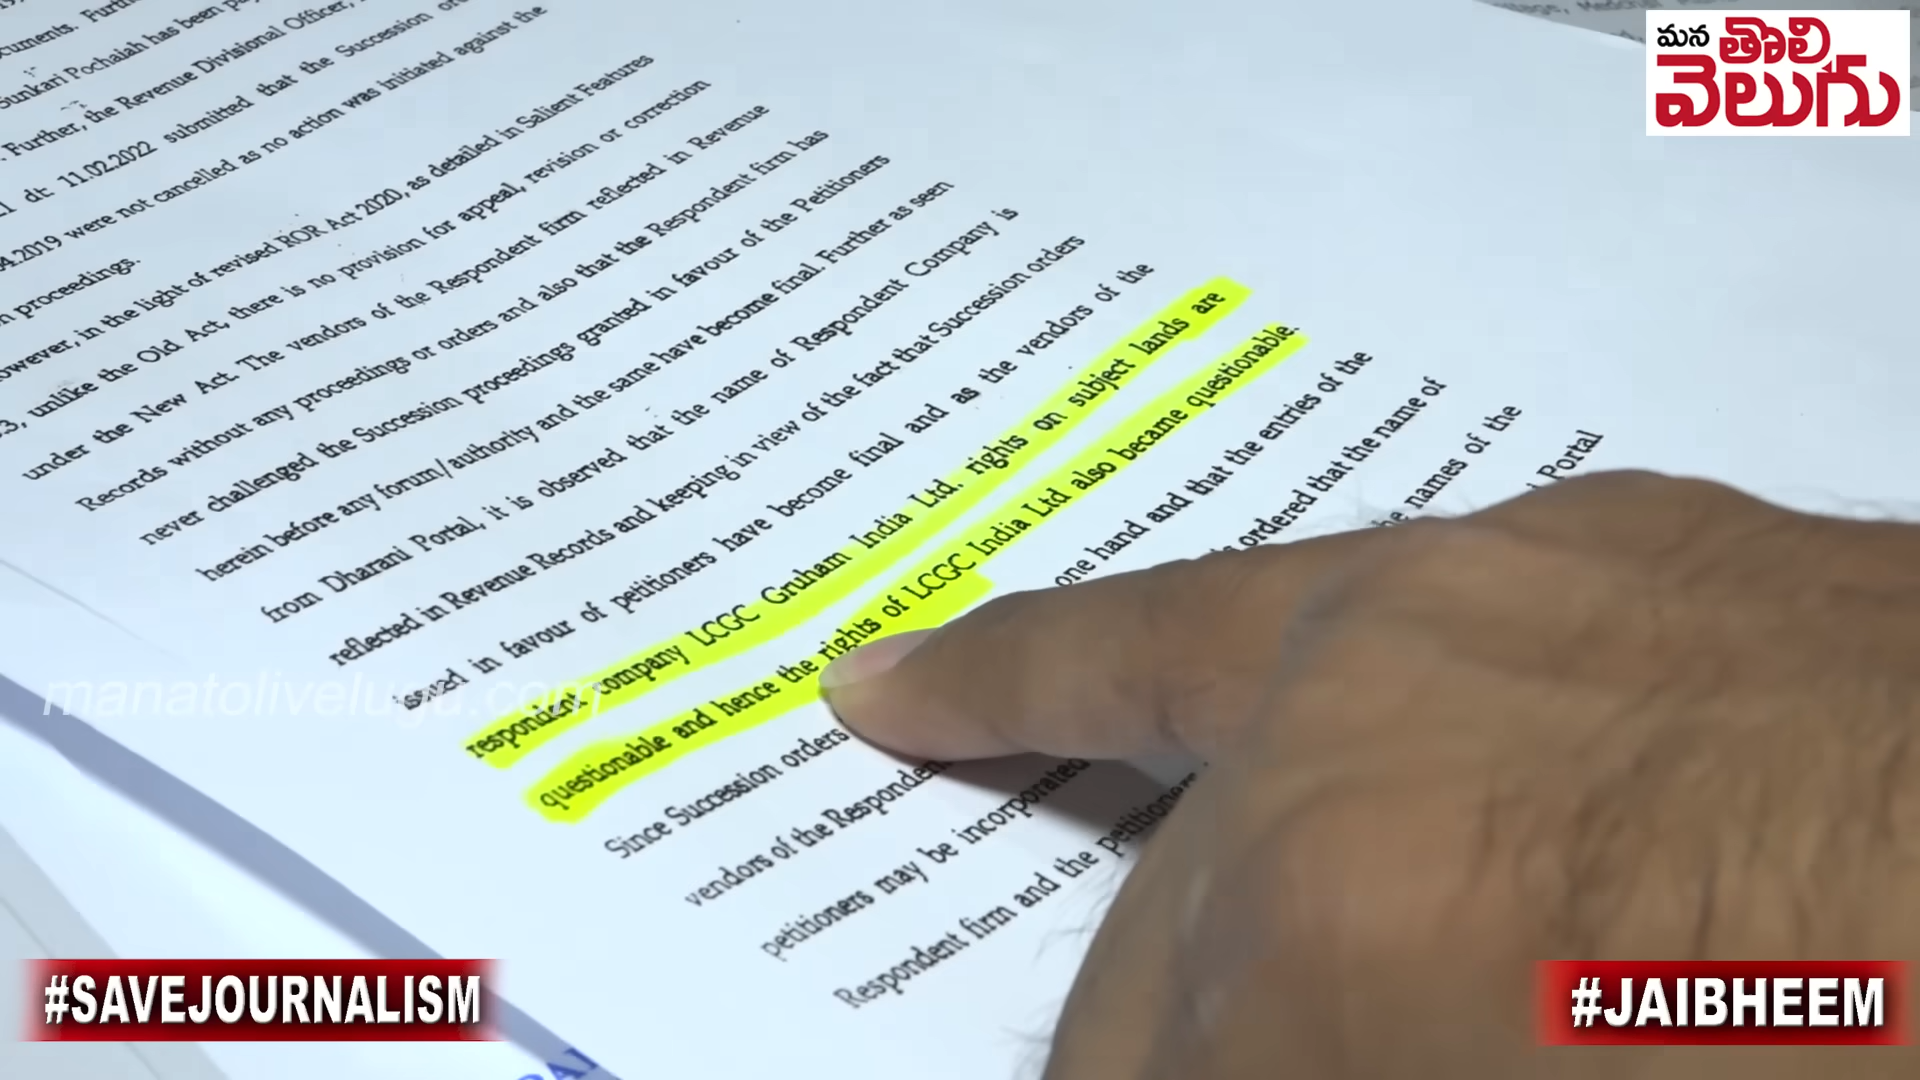 మన తొలి
వెలుగు
Sunkari Pochaiah has been
Further, the Revenue Divisional Officer,
dt: 11.02.2022 submitted that the Succession
2019 were not cancelled as no action was initiated against the
proceedings.
in the light of revised ROR Act 2020, as detailed in Salient Features
unlike the Old Act, there is no provision for appeal, revision or correction
under the New Act. The vendors of the Respondent firm reflected in Revenue
Records without any proceedings or orders and also that the Respondent firm has
never challenged the Succession proceedings granted in favour of the Petitioners
herein before any forum/authority and the same have become final. Further as seen
from Dharani Portal, it is observed that the name of Respondent Company is
reflected in Revenue Records and keeping in view of the fact that Succession orders
issued in favour of petitioners have become final and as the vendors of the
respondent company LCGC Gruham India Ltd. rights on subject lands are
questionable and hence the rights of LCGC India Ltd also became questionable.
Since Succession orders one hand and that the entries of the
vendors of the Respondent ordered that the name of
petitioners may be incorporated names of the
Respondent firm and the petitioners Portal
manatolivelugu.com
#SAVEJOURNALISM
#JAIBHEEM